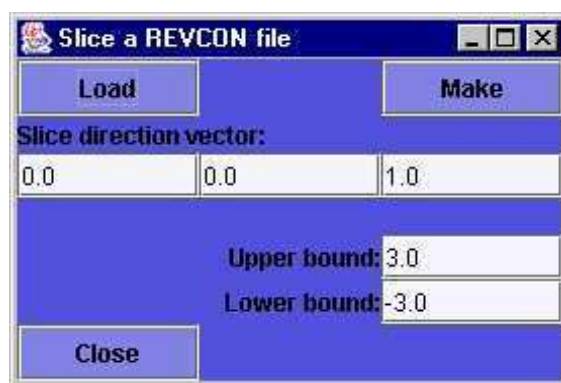 Slice a REVCON file
Load Make
Slice direction vector:
0.0 0.0 1.0
Upper bound: 3.0
Lower bound: -3.0
Close